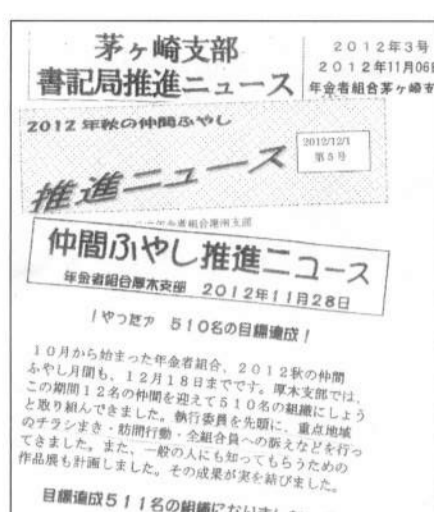 茅ヶ崎支部
書記局推進ニュース
2012年3号
2012年11月06日
年金者組合茅ヶ崎支
2012年秋の仲間ふやし
2012/12/1
第5号
推進ニュース
年金者組合湘南支部
仲間ふやし推進ニュース
年金者組合厚木支部 2012年11月28日
!やったア 510名の目標達成!
10月から始まった年金者組合、2012秋の仲間
ふやし月間も、12月18日までです。厚木支部では、
この期間12名の仲間を迎えて510名の組織にしよう
と取り組んできました。執行委員を先頭に、重点地域
のチラシまき・訪問行動・全組合員への訴えなどを行っ
てきました。また、一般の人にも知ってもらうための
作品展も計画しました。その成果が実を結びました。
目標達成511名の組織になりまし